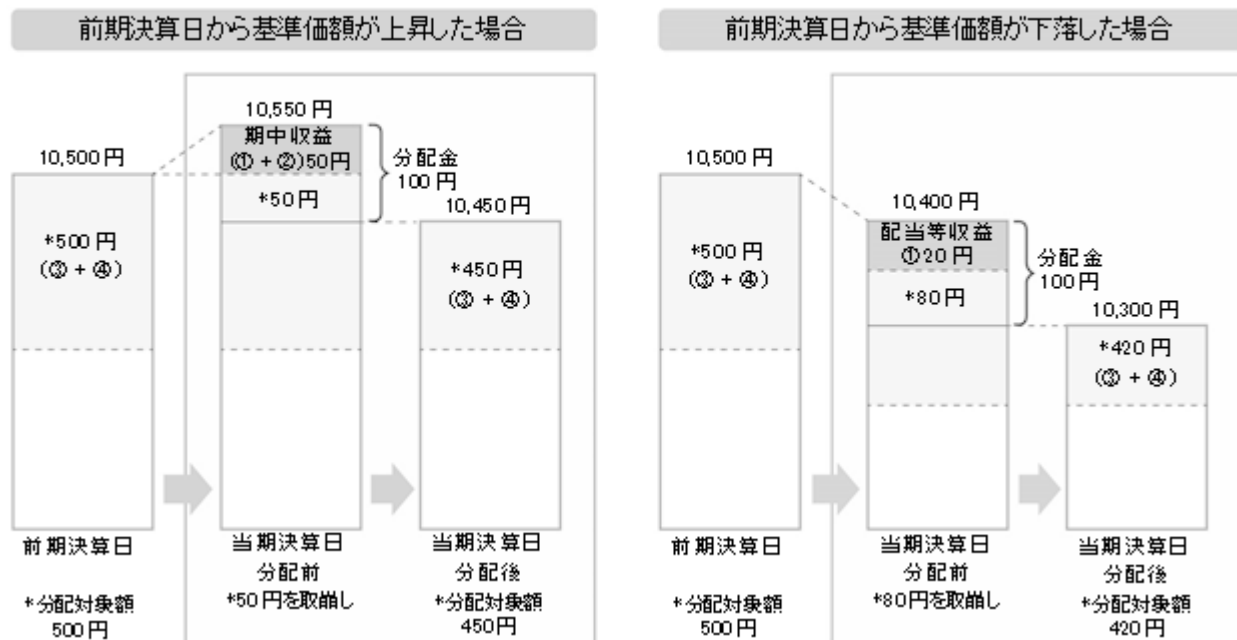 前期決算日から基準価額が上昇した場合
10,500円
*500円
(③+④)
前期決算日
*分配対象額
500円
10,550円
期中収益
(①+②)50円
*50円
分配金
100円
当期決算日
分配前
*50円を取崩し
10,450円
*450円
(③+④)
当期決算日
分配後
*分配対象額
450円
前期決算日から基準価額が下落した場合
10,500円
*500円
(③+④)
前期決算日
*分配対象額
500円
10,400円
配当等収益
①20円
*80円
分配金
100円
当期決算日
分配前
*80円を取崩し
10,300円
*420円
(③+④)
当期決算日
分配後
*分配対象額
420円